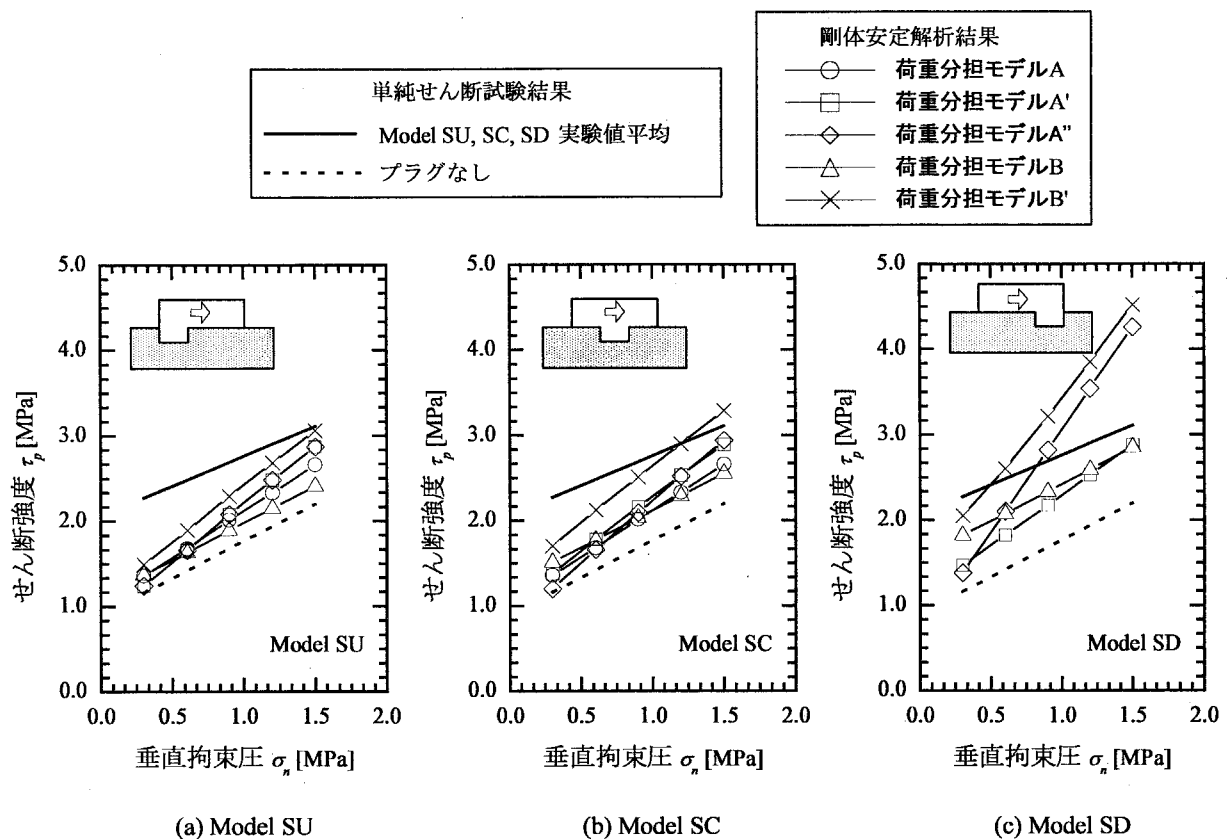 単純せん断試験結果
Model SU, SC, SD 実験値平均
プラグなし
剛体安定解析結果
荷重分担モデルA
荷重分担モデルA'
荷重分担モデルA"
荷重分担モデルB
荷重分担モデルB'
5.0
4.0
3.0
2.0
1.0
0.0
せん断強度 τp [MPa]
Model SU
0.0 0.5 1.0 1.5 2.0
垂直拘束圧 σn [MPa]
(a) Model SU
5.0
4.0
3.0
2.0
1.0
0.0
せん断強度 τp [MPa]
Model SC
0.0 0.5 1.0 1.5 2.0
垂直拘束圧 σn [MPa]
(b) Model SC
5.0
4.0
3.0
2.0
1.0
0.0
せん断強度 τp [MPa]
Model SD
0.0 0.5 1.0 1.5 2.0
垂直拘束圧 σn [MPa]
(c) Model SD